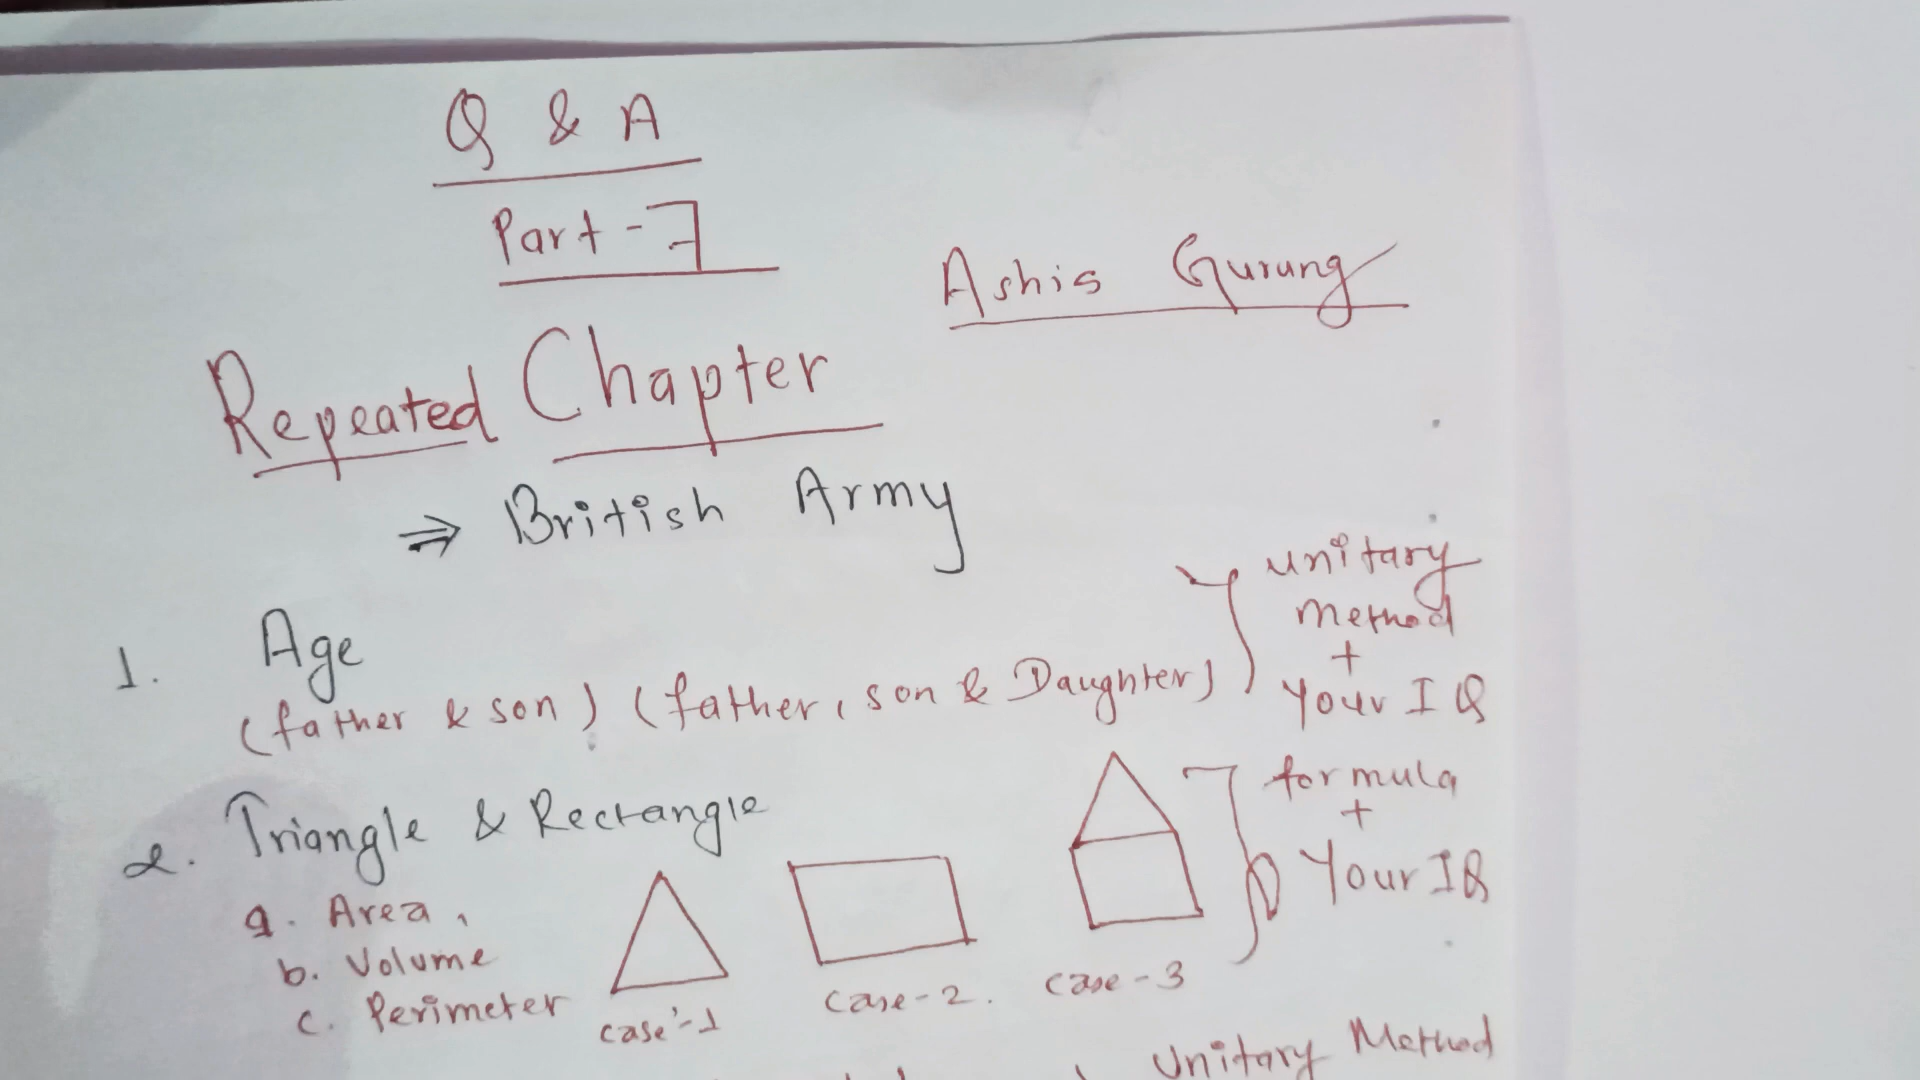 Q & A
Part-7
Ashis Gurung
Repeated Chapter
⇒ British Army
1. Age
(father & son) (father, son & Daughter)
unitary
method
+
Your IQ
2. Triangle & Rectangle
a. Area,
b. Volume
c. Perimeter
case-1
case-2.
case-3
formula
+
Your IQ
Unitary Method